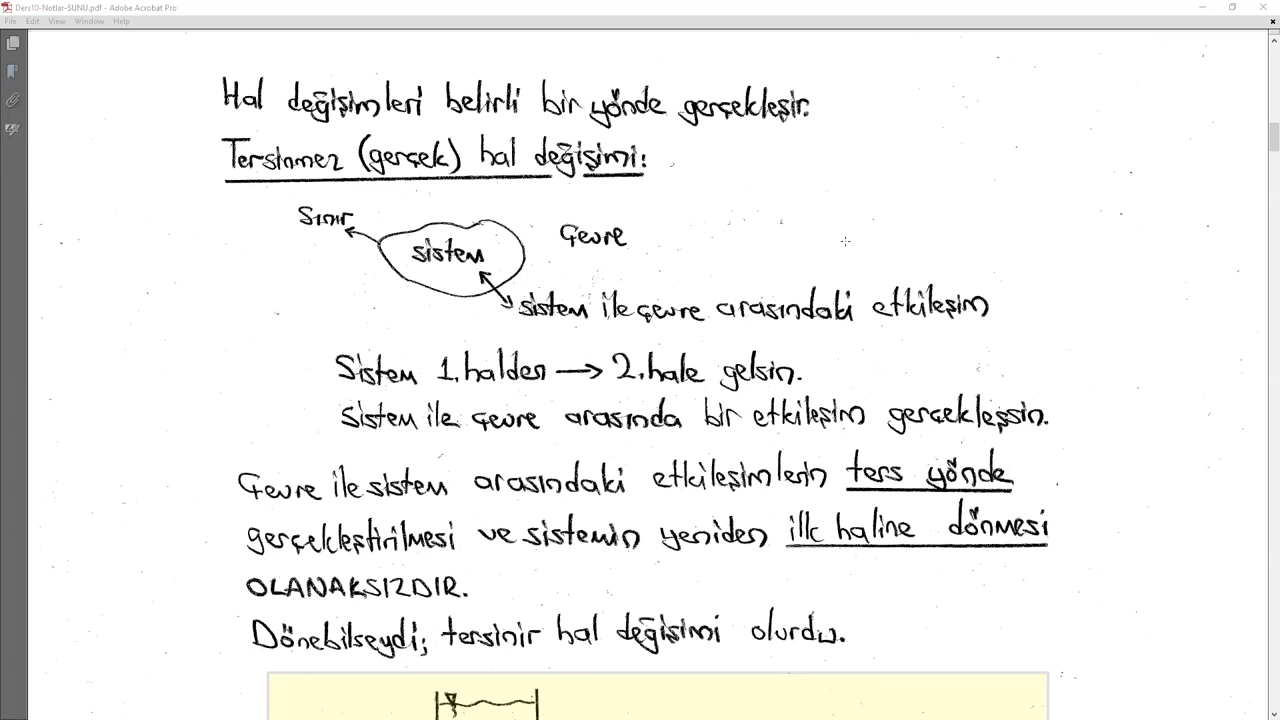 Ders10-Notlar-SUNU.pdf - Adobe Acrobat Pro
File Edit View Window Help
Hal değişimleri belirli bir yönde gerçekleşir.
Tersinmez (gerçek) hal değişimi:
Sınır
sistem
Çevre
sistem ile çevre arasındaki etkileşim
Sistem 1. halden → 2. hale gelsin.
Sistem ile çevre arasında bir etkileşim gerçekleşsin.
Çevre ile sistem arasındaki etkileşimlerin ters yönde
gerçekleştirilmesi ve sistemin yeniden ilk haline dönmesi
OLANAKSIZDIR.
Dönebilseydi; tersinir hal değişimi olurdu.